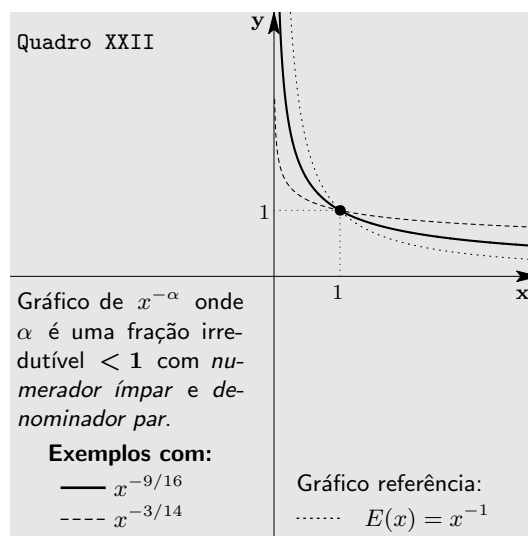 Quadro XXII
y
1
1
x
Gráfico de x^{-α} onde
α é uma fração irre-
dutível < 1 com nu-
merador ímpar e de-
nominador par.
Exemplos com:
x^{-9/16}
x^{-3/14}
Gráfico referência:
E(x) = x^{-1}